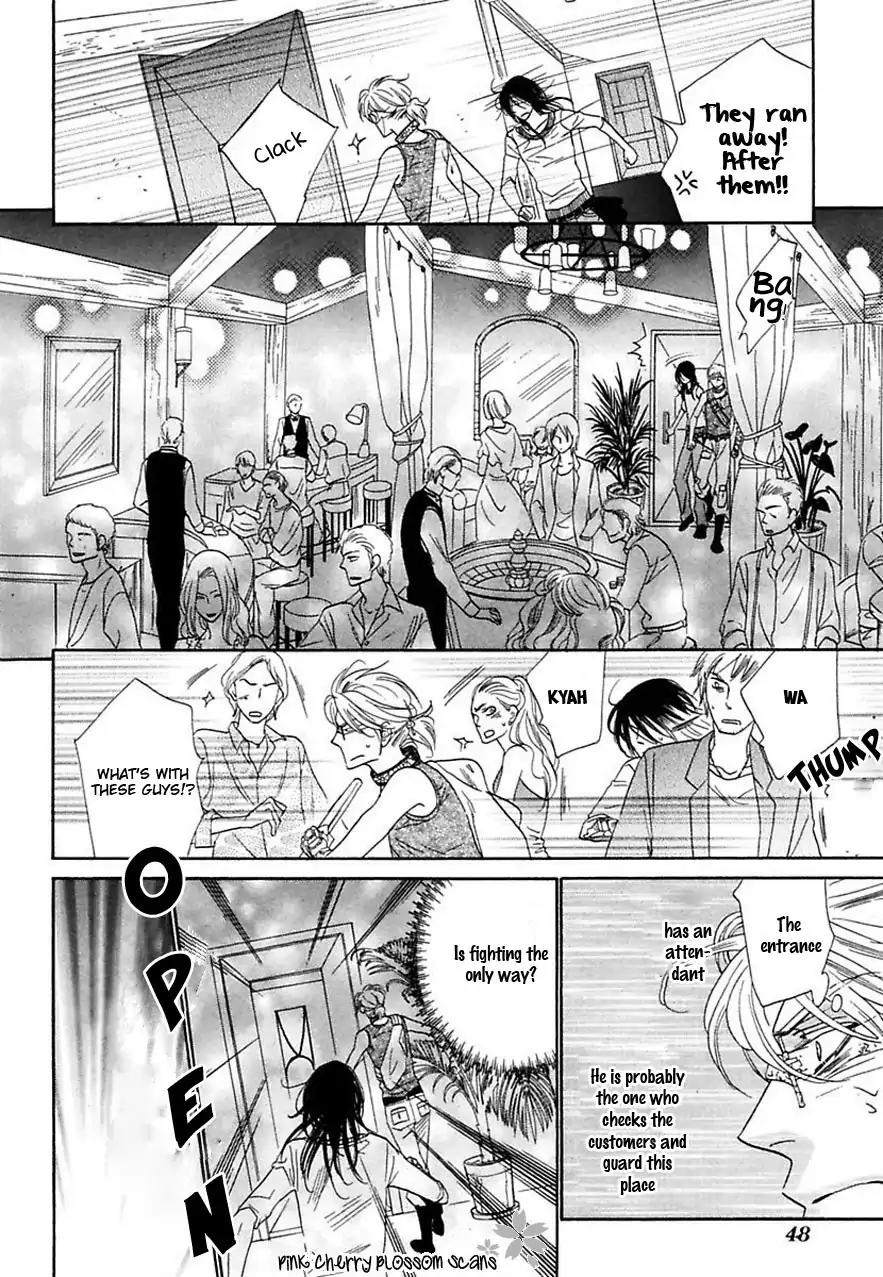 They ran
away!
After
them!!
Clack
Ba
ng
WA
KYAH
THUMP
WHAT'S WITH
THESE GUYS!?
The
entrance
has an
atten-
dant
He is probably
the one who
checks the
customers and
guard this
place
Is fighting the
only way?
OPEN
48
Pink Cherry Blossom Scans